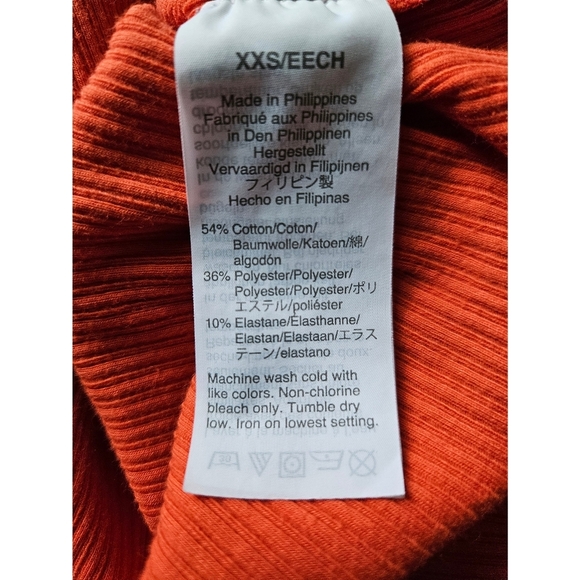 XXS/EECH
Made in Philippines
Fabriqué aux Philippines
in Den Philippinen
Hergestellt
Vervaardigd in Filipijnen
フィリピン製
Hecho en Filipinas
54% Cotton/Coton/
Baumwolle/Katoen/綿/
algodón
36% Polyester/Polyester/
Polyester/Polyester/ポリ
エステル/poliéster
10% Elastane/Élasthanne/
Elastan/Elastaan/エラス
テーン/elastano
Machine wash cold with
like colors. Non-chlorine
bleach only. Tumble dry
low. Iron on lowest setting.